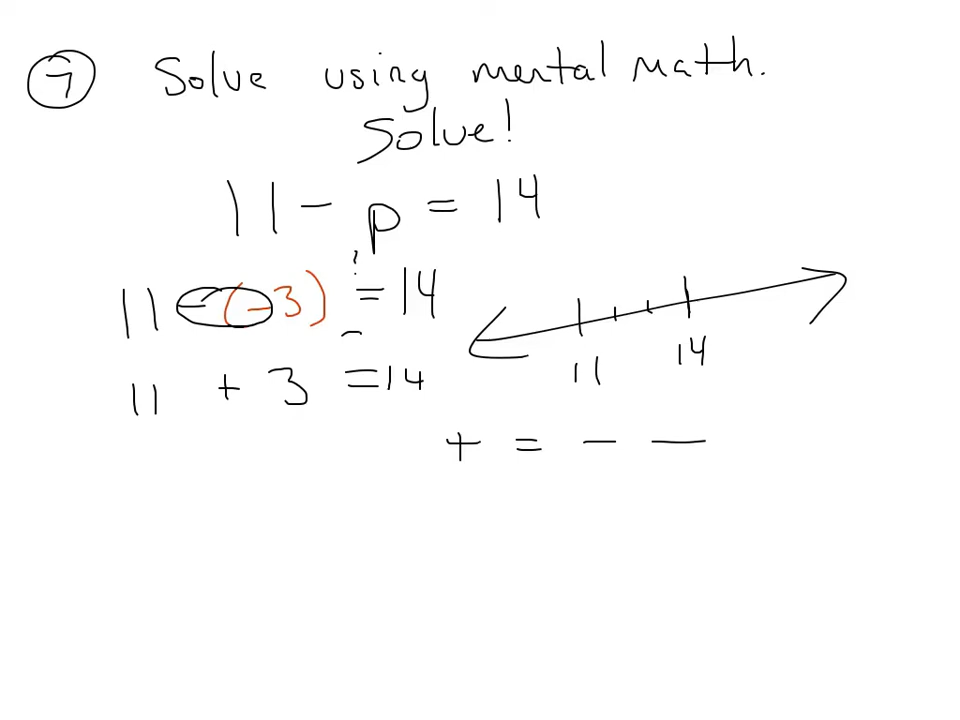 7 Solve using mental math.
Solve!
11 - p = 14
11 - (-3) = 14
11 14
11 + 3 = 14
+ = - -